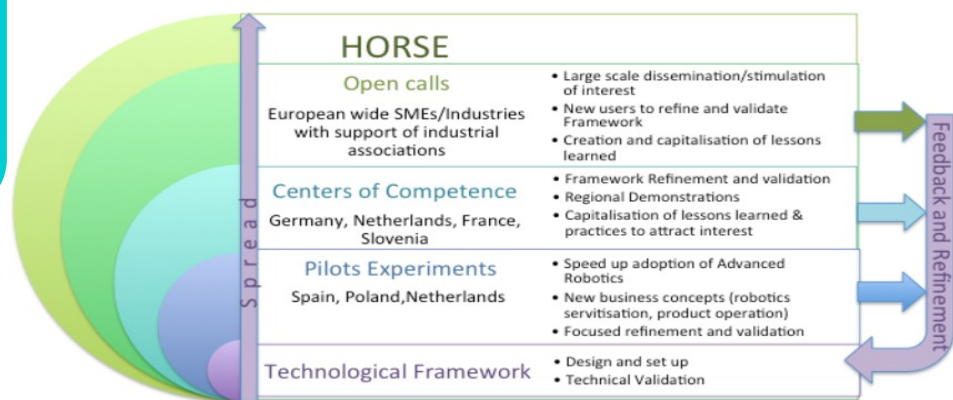 HORSE
Open calls
European wide SMEs/Industries
with support of industrial
associations
• Large scale dissemination/stimulation
of interest
• New users to refine and validate
Framework
• Creation and capitalisation of lessons
learned
Centers of Competence
Germany, Netherlands, France,
Slovenia
• Framework Refinement and validation
• Regional Demonstrations
• Capitalisation of lessons learned &
practices to attract interest
Pilots Experiments
Spain, Poland,Netherlands
• Speed up adoption of Advanced
Robotics
• New business concepts (robotics
servitisation, product operation)
• Focused refinement and validation
Technological Framework
• Design and set up
• Technical Validation
Spread
Feedback and Refinement